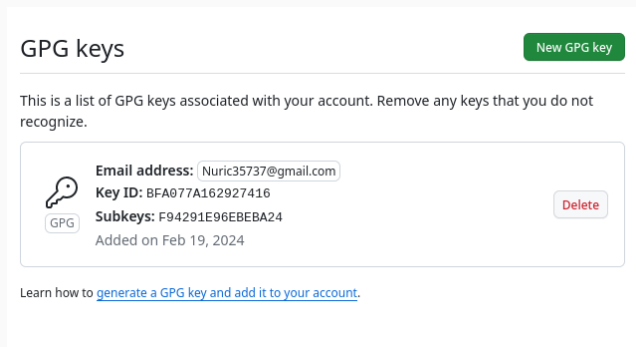 GPG keys
New GPG key
This is a list of GPG keys associated with your account. Remove any keys that you do not
recognize.
Email address: Nuric35737@gmail.com
Key ID: BFA077A162927416
GPG
Subkeys: F94291E96EBEBA24
Delete
Added on Feb 19, 2024
Learn how to generate a GPG key and add it to your account.